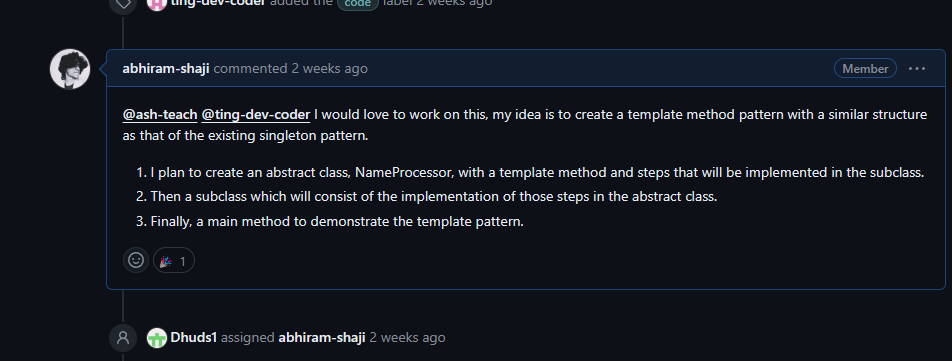 ting-dev-coder added the code label 2 weeks ago
abhiram-shaji commented 2 weeks ago
Member
@ash-teach @ting-dev-coder I would love to work on this, my idea is to create a template method pattern with a similar structure
as that of the existing singleton pattern.
1. I plan to create an abstract class, NameProcessor, with a template method and steps that will be implemented in the subclass.
2. Then a subclass which will consist of the implementation of those steps in the abstract class.
3. Finally, a main method to demonstrate the template pattern.
1
Dhuds1 assigned abhiram-shaji 2 weeks ago